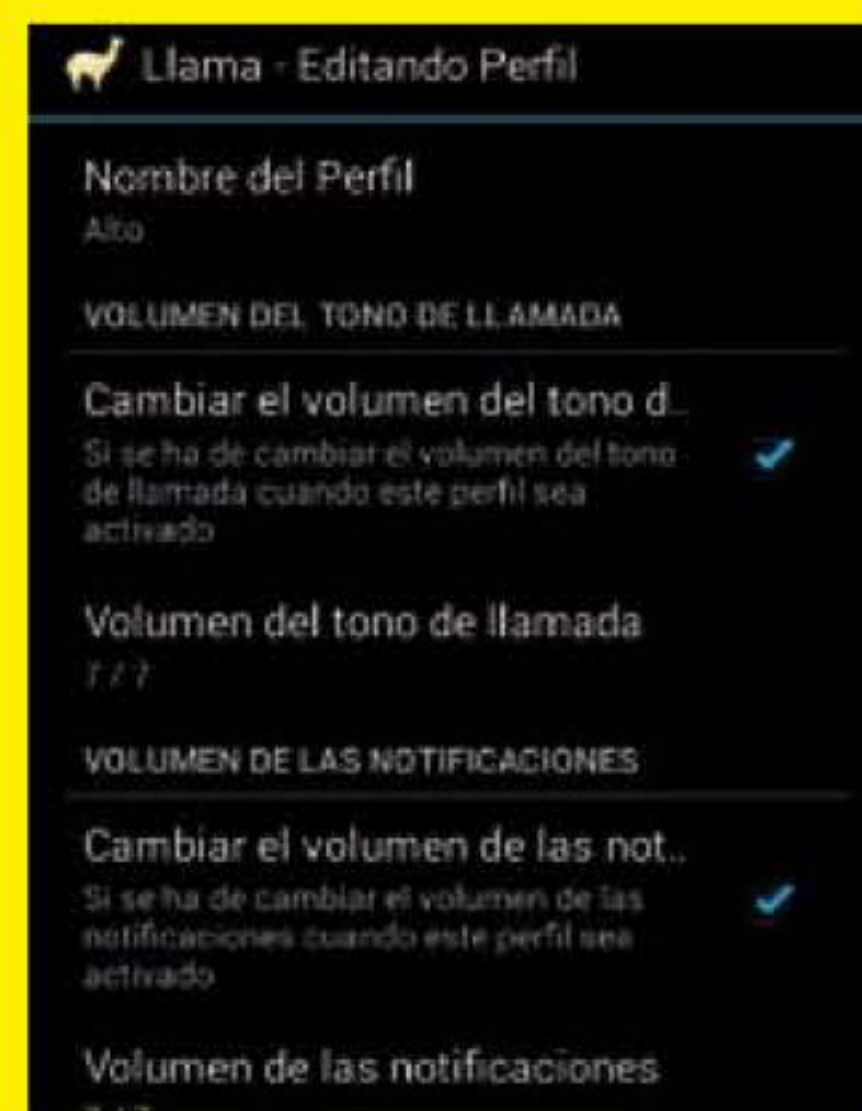 Llama - Editando Perfil
Nombre del Perfil
Alto
VOLUMEN DEL TONO DE LLAMADA
Cambiar el volumen del tono d..
Si se ha de cambiar el volumen del tono
de llamada cuando este perfil sea
activado
Volumen del tono de llamada
7 / 7
VOLUMEN DE LAS NOTIFICACIONES
Cambiar el volumen de las not..
Si se ha de cambiar el volumen de las
notificaciones cuando este perfil sea
activado
Volumen de las notificaciones